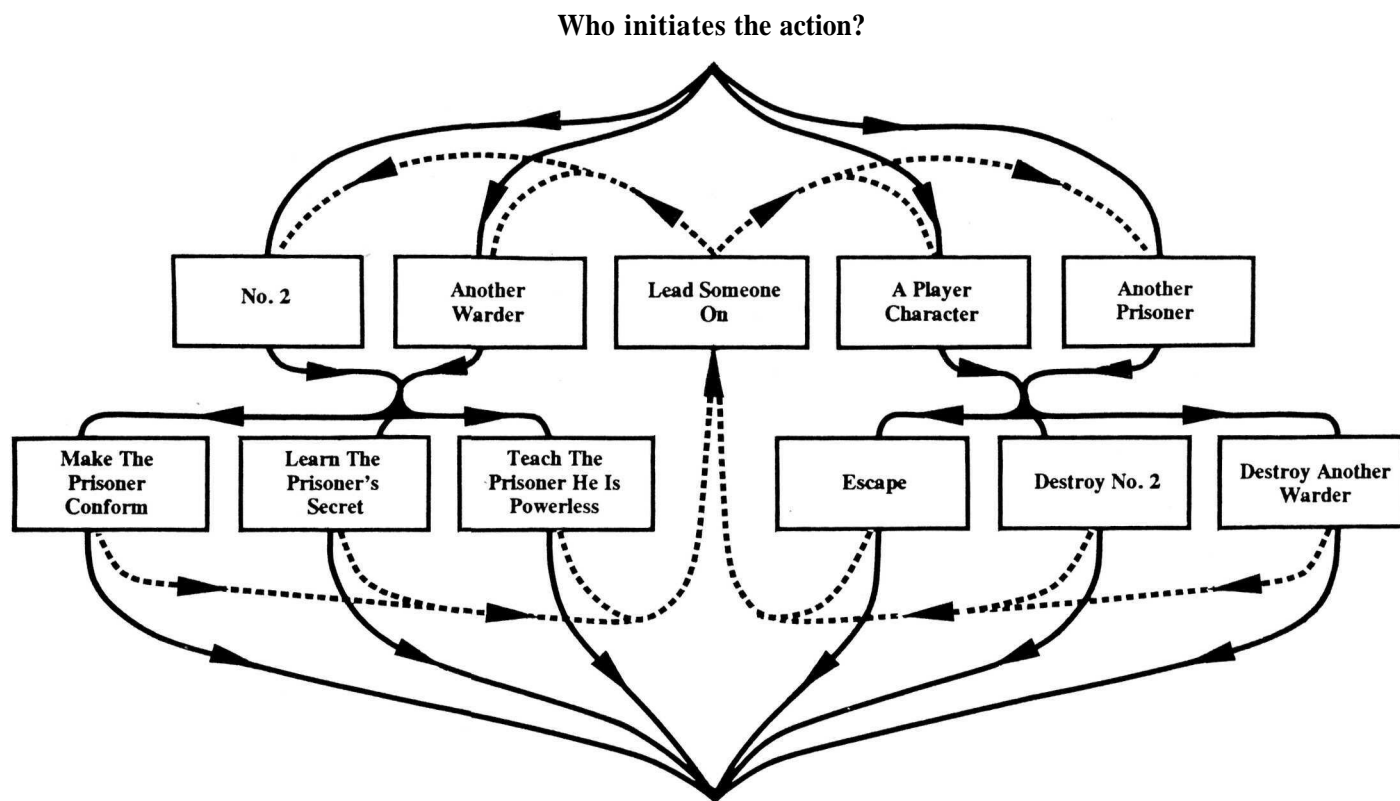 Who initiates the action?
No. 2
Another
Warder
Lead Someone
On
A Player
Character
Another
Prisoner
Make The
Prisoner
Conform
Learn The
Prisoner's
Secret
Teach The
Prisoner He Is
Powerless
Escape
Destroy No. 2
Destroy Another
Warder